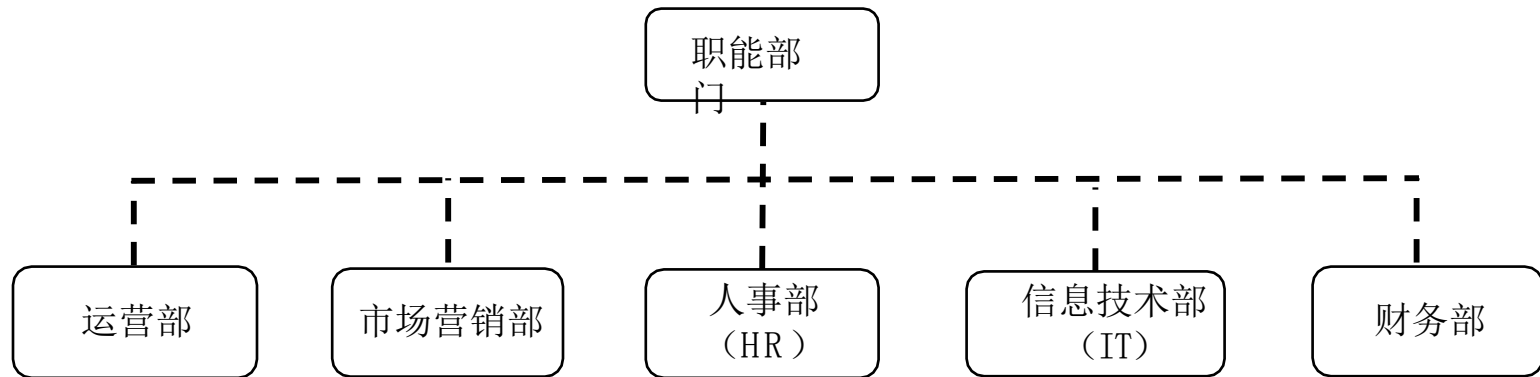 职能部
门
运营部
市场营销部
人事部
（HR）
信息技术部
（IT）
财务部